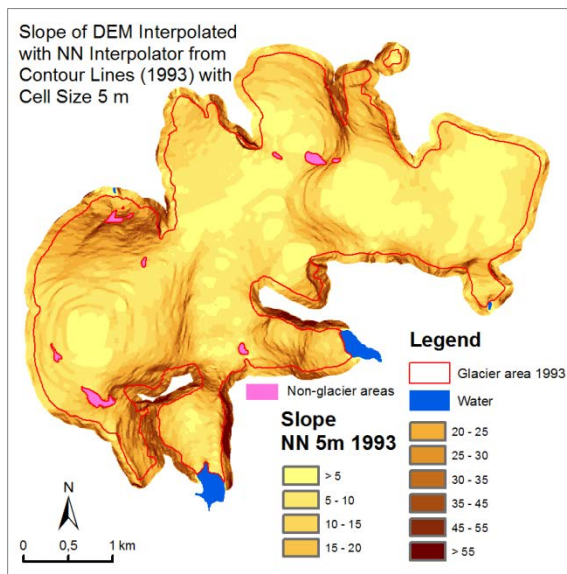 Slope of DEM Interpolated
with NN Interpolator from
Contour Lines (1993) with
Cell Size 5 m
Legend
Glacier area 1993
Non-glacier areas
Water
Slope
NN 5m 1993
> 5
5 - 10
10 - 15
15 - 20
20 - 25
25 - 30
30 - 35
35 - 45
45 - 55
> 55
N
0 0,5 1 km